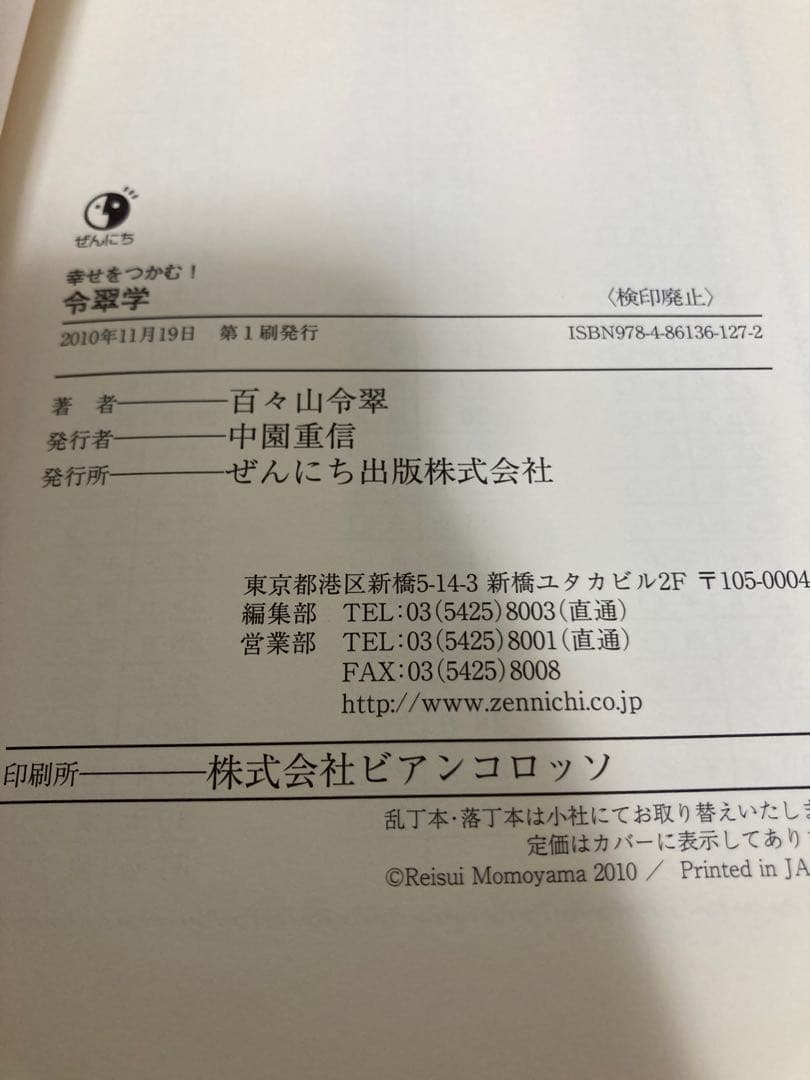 ぜんにち
幸せをつかむ!
令翠学
〈検印廃止〉
2010年11月19日 第1刷発行
ISBN978-4-86136-127-2
著 者――――百々山令翠
発行者――――中園重信
発行所――――ぜんにち出版株式会社
東京都港区新橋5-14-3 新橋ユタカビル2F 〒105-0004
編集部 TEL:03(5425)8003(直通)
営業部 TEL:03(5425)8001(直通)
FAX:03(5425)8008
http://www.zennichi.co.jp
印刷所――――株式会社ビアンコロッソ
乱丁本・落丁本は小社にてお取り替えいたしま
定価はカバーに表示してあり
©Reisui Momoyama 2010 / Printed in JA